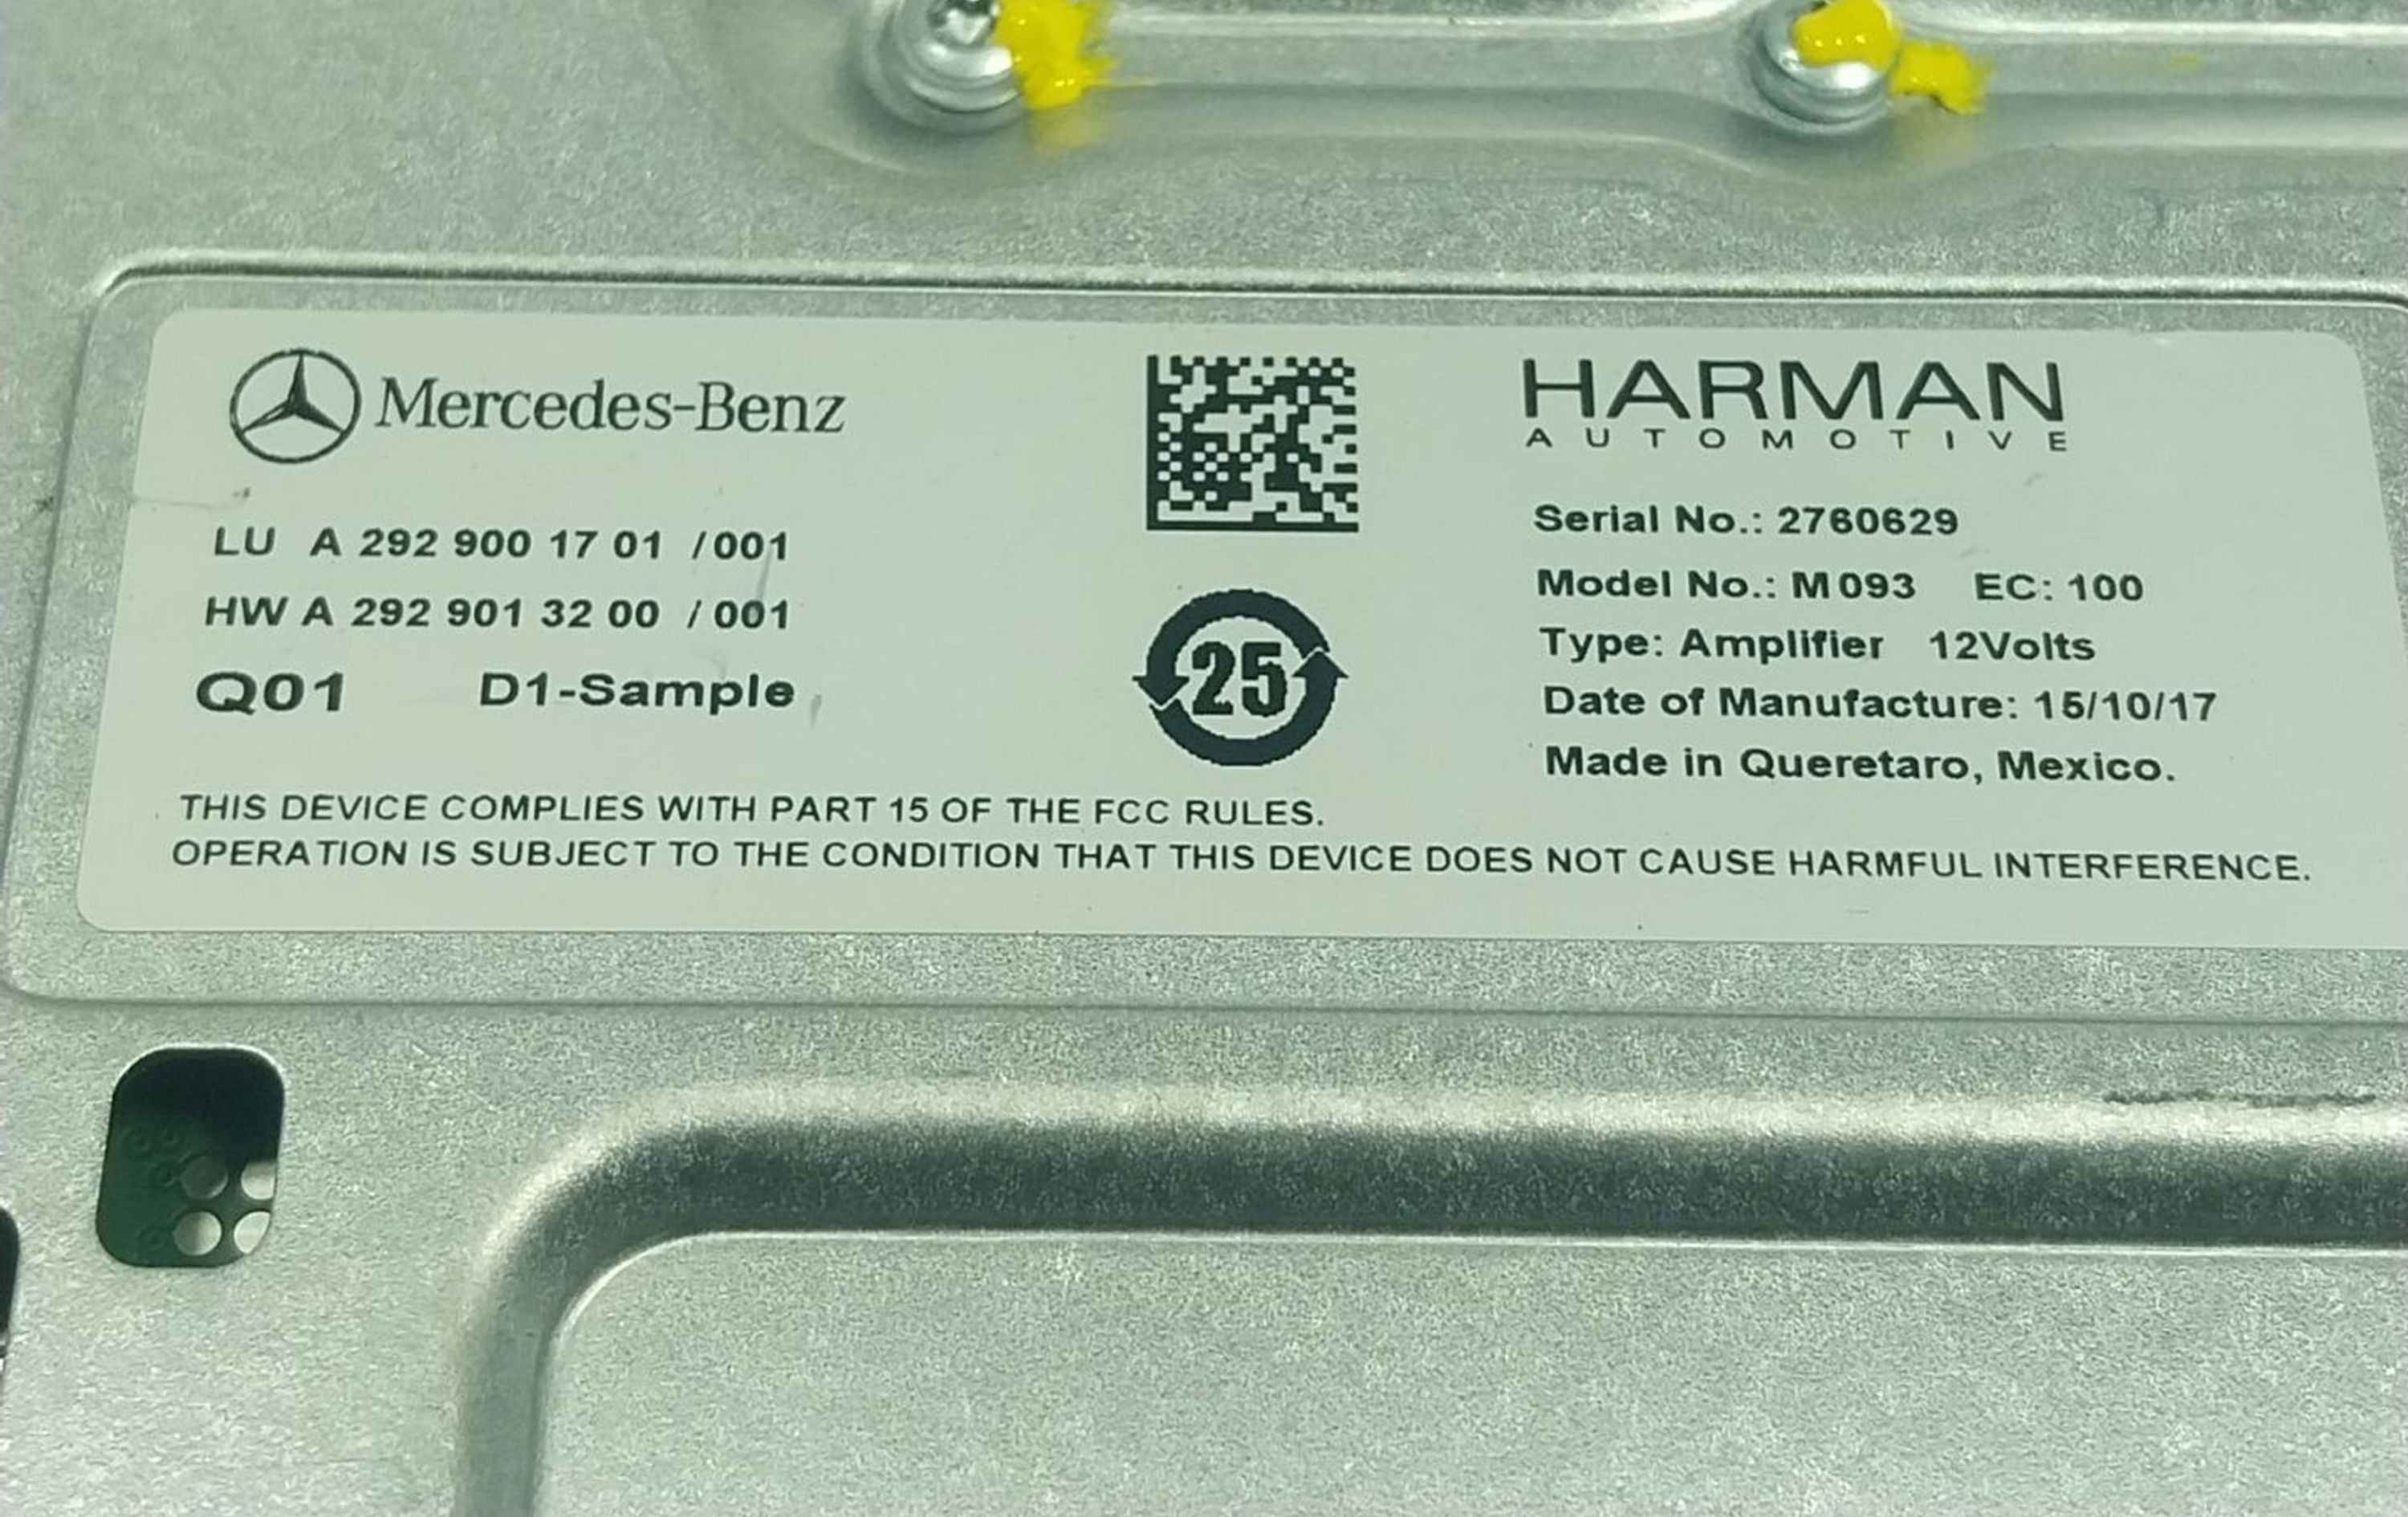 Mercedes-Benz
LU A 292 900 17 01 /001
HW A 292 901 32 00 /001
Q01 D1-Sample
25
HARMAN
AUTOMOTIVE
Serial No.: 2760629
Model No.: M093 EC: 100
Type: Amplifier 12Volts
Date of Manufacture: 15/10/17
Made in Queretaro, Mexico.
THIS DEVICE COMPLIES WITH PART 15 OF THE FCC RULES.
OPERATION IS SUBJECT TO THE CONDITION THAT THIS DEVICE DOES NOT CAUSE HARMFUL INTERFERENCE.